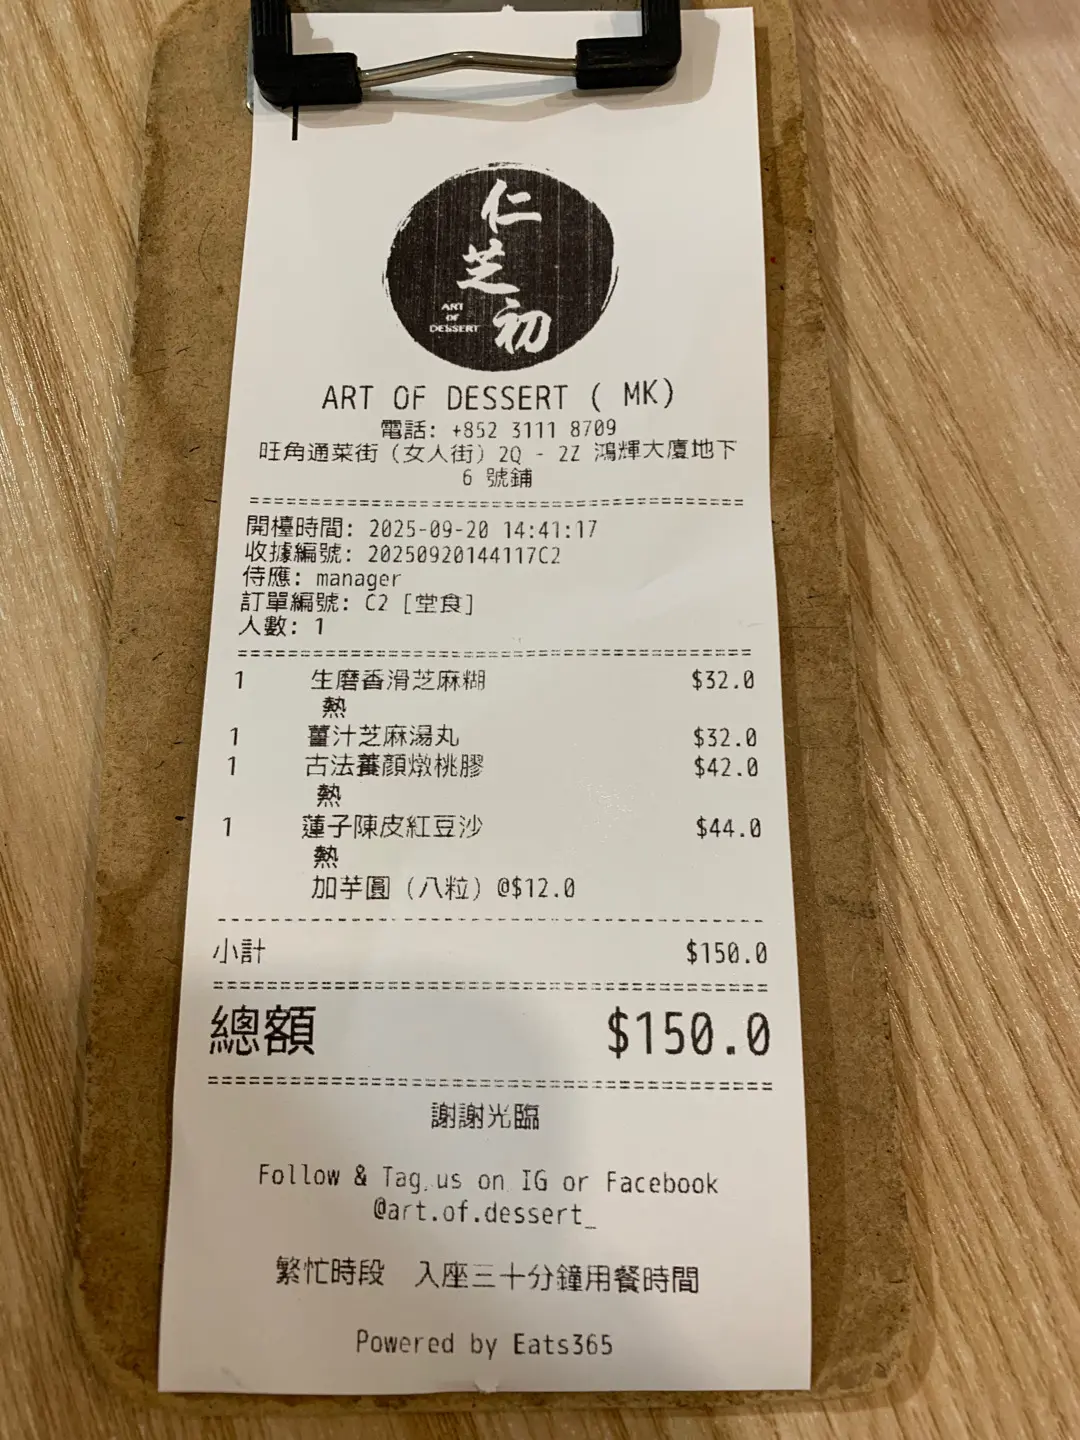 仁芝初
ART OF DESSERT
ART OF DESSERT ( MK)
電話: +852 3111 8709
旺角通菜街 (女人街) 2Q - 2Z 鴻輝大廈地下
6 號鋪
開檯時間: 2025-09-20 14:41:17
收據編號: 20250920144117C2
侍應: manager
訂單編號: C2 [堂食]
人數: 1
1 生磨香滑芝麻糊 $32.0
熱
1 薑汁芝麻湯丸 $32.0
1 古法養顏燉桃膠 $42.0
熱
1 蓮子陳皮紅豆沙 $44.0
熱
加芋圓 (八粒) @$12.0
小計 $150.0
總額 $150.0
謝謝光臨
Follow & Tag us on IG or Facebook
@art.of.dessert_
繁忙時段 入座三十分鐘用餐時間
Powered by Eats365